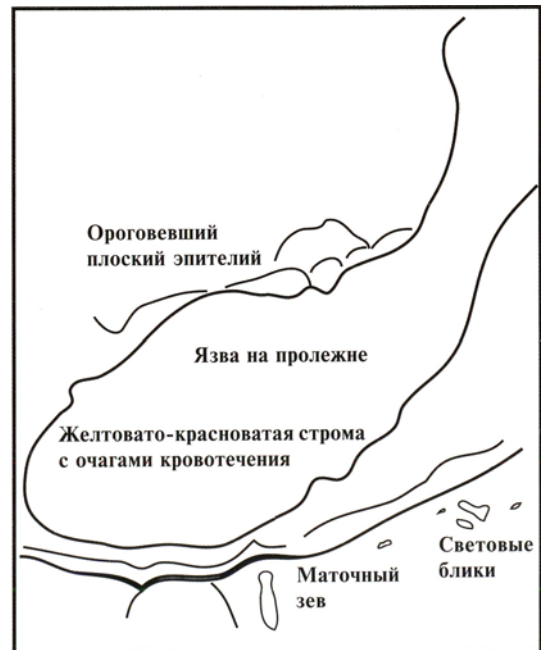 Ороговевший
плоский эпителий
Язва на пролежне
Желтовато-красноватая строма
с очагами кровотечения
Световые
блики
Маточный
зев